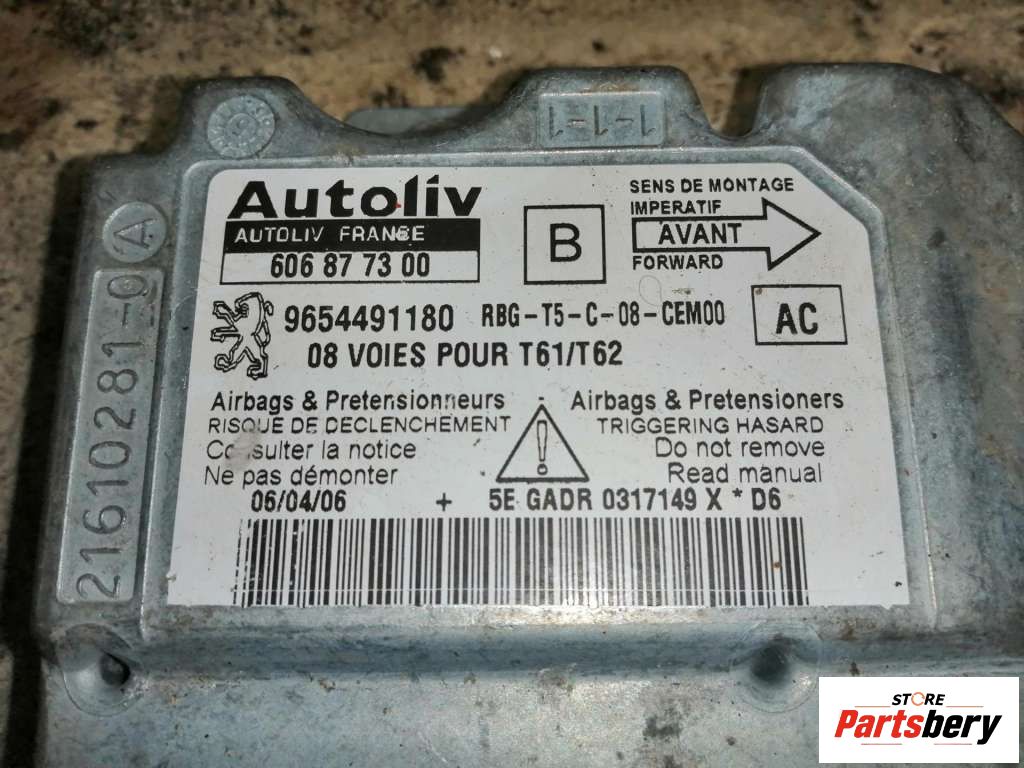 1-1-1
A
21610281-0
Autoliv
AUTOLIV FRANCE
606 87 73 00
B
SENS DE MONTAGE
IMPERATIF
AVANT
FORWARD
9654491180 RBG-T5-C-08-CEM00
AC
08 VOIES POUR T61/T62
Airbags & Pretensionneurs
RISQUE DE DECLENCHEMENT
Consulter la notice
Ne pas démonter
Airbags & Pretensioners
TRIGGERING HASARD
Do not remove
Read manual
06/04/06 + 5E GADR 0317149 X * D6
STORE
Partsbery